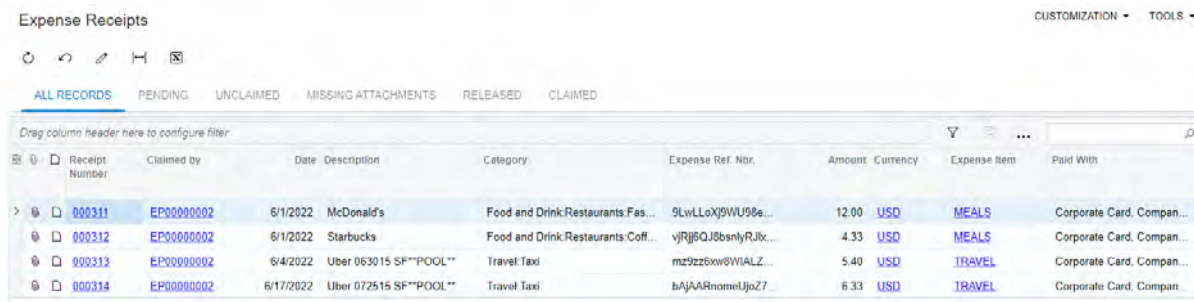 Expense Receipts
CUSTOMIZATION TOOLS
ALL RECORDS PENDING UNCLAIMED MISSING ATTACHMENTS RELEASED CLAIMED
Drag column header here to configure filter
Receipt Number Claimed by Date Description Category Expense Ref. Nbr. Amount Currency Expense Item Paid With
000311 EP00000002 6/1/2022 McDonald's Food and Drink:Restaurants:Fas... 12.00 USD MEALS Corporate Card, Compan...
000312 EP00000002 6/1/2022 Starbucks Food and Drink:Restaurants:Coff... 4.33 USD MEALS Corporate Card, Compan...
000313 EP00000002 6/4/2022 Uber 063015 SF**POOL** Travel:Taxi 5.40 USD TRAVEL Corporate Card, Compan...
000314 EP00000002 6/17/2022 Uber 072515 SF**POOL** Travel:Taxi 6.33 USD TRAVEL Corporate Card, Compan...